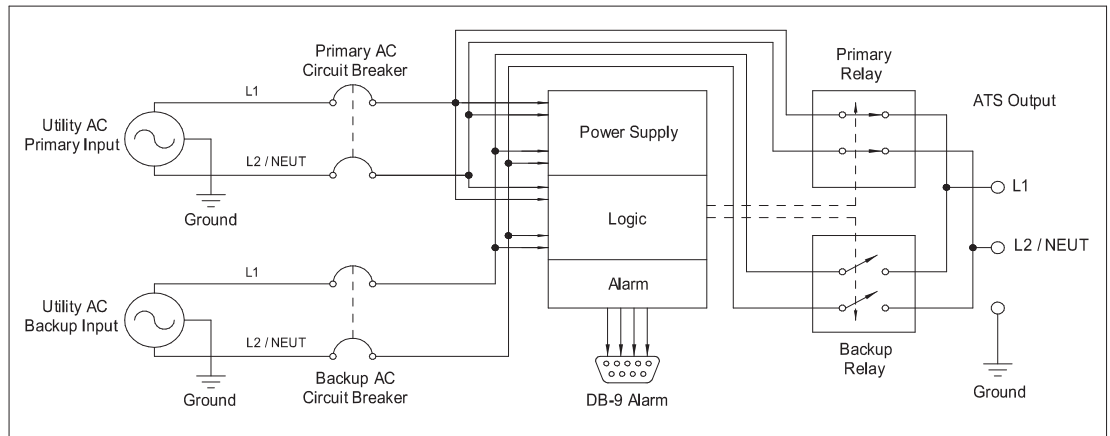 Primary AC
Circuit Breaker
L1
Utility AC
Primary Input
L2 / NEUT
Ground
Power Supply
Logic
Alarm
DB-9 Alarm
Primary
Relay
ATS Output
L1
L2 / NEUT
Ground
Backup
Relay
L1
Utility AC
Backup Input
L2 / NEUT
Ground
Backup AC
Circuit Breaker